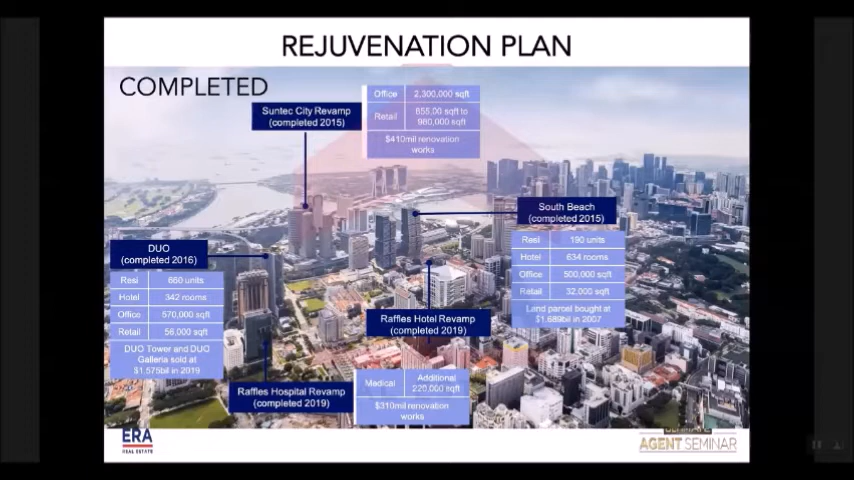 REJUVENATION PLAN
COMPLETED
Suntec City Revamp
(completed 2015)
Office 2,300,000 sqft
Retail 855,00 sqft to
980,000 sqft
$410mil renovation
works
South Beach
(completed 2015)
Resi 190 units
Hotel 634 rooms
Office 500,000 sqft
Retail 32,000 sqft
Land parcel bought at
$1.689bil in 2007
DUO
(completed 2016)
Resi 660 units
Hotel 342 rooms
Office 570,000 sqft
Retail 56,000 sqft
DUO Tower and DUO
Galleria sold at
$1.575bil in 2019
Raffles Hotel Revamp
(completed 2019)
Raffles Hospital Revamp
(completed 2019)
Medical Additional
220,000 sqft
$310mil renovation
works
ERA
REAL ESTATE
AGENT SEMINAR